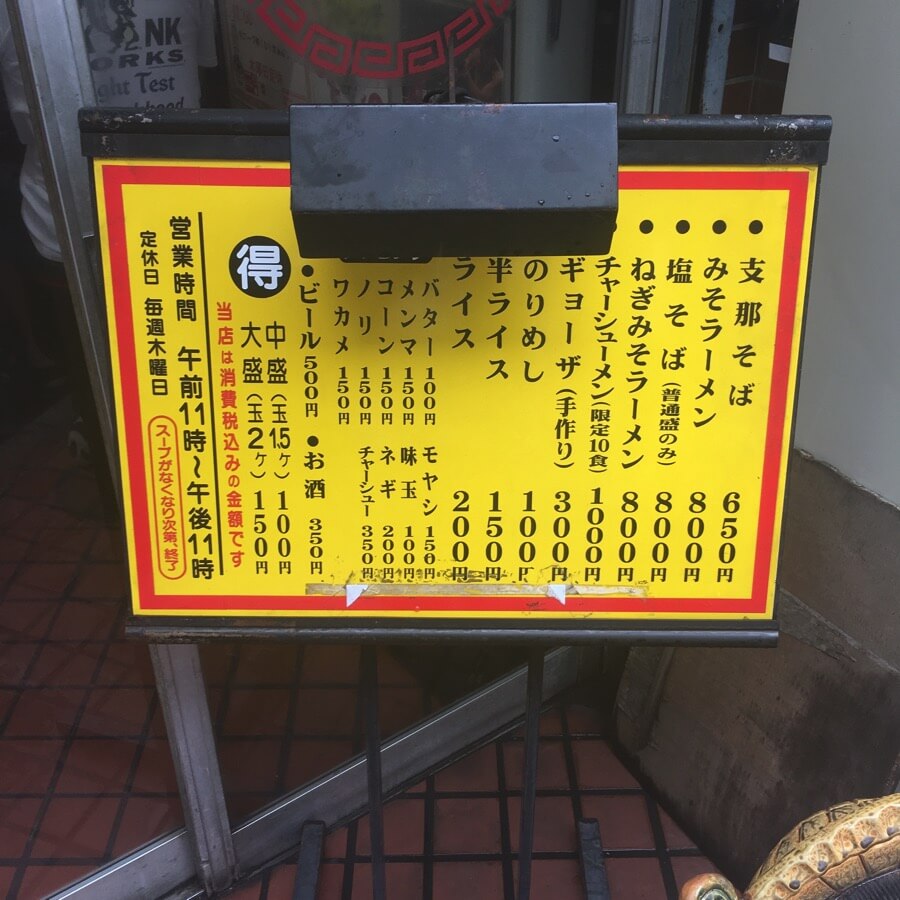 NK
ORKS
ght Test
支那そば 650円
みそラーメン 800円
塩そば(普通盛のみ) 800円
ねぎみそラーメン 800円
チャーシューメン(限定10食) 1000円
ギョーザ(手作り) 300円
のりめし 100円
半ライス 150円
ライス 200円
バター 100円 モヤシ 150円
メンマ 150円 味玉 100円
コーン 150円 ネギ 200円
ノリ 150円 チャーシュー 350円
ワカメ 150円
ビール 500円 お酒 350円
得
中盛(玉1.5ヶ) 100円
大盛(玉2ヶ) 150円
当店は消費税込みの金額です
営業時間 午前11時〜午後11時
定休日 毎週木曜日
スープがなくなり次第、終了